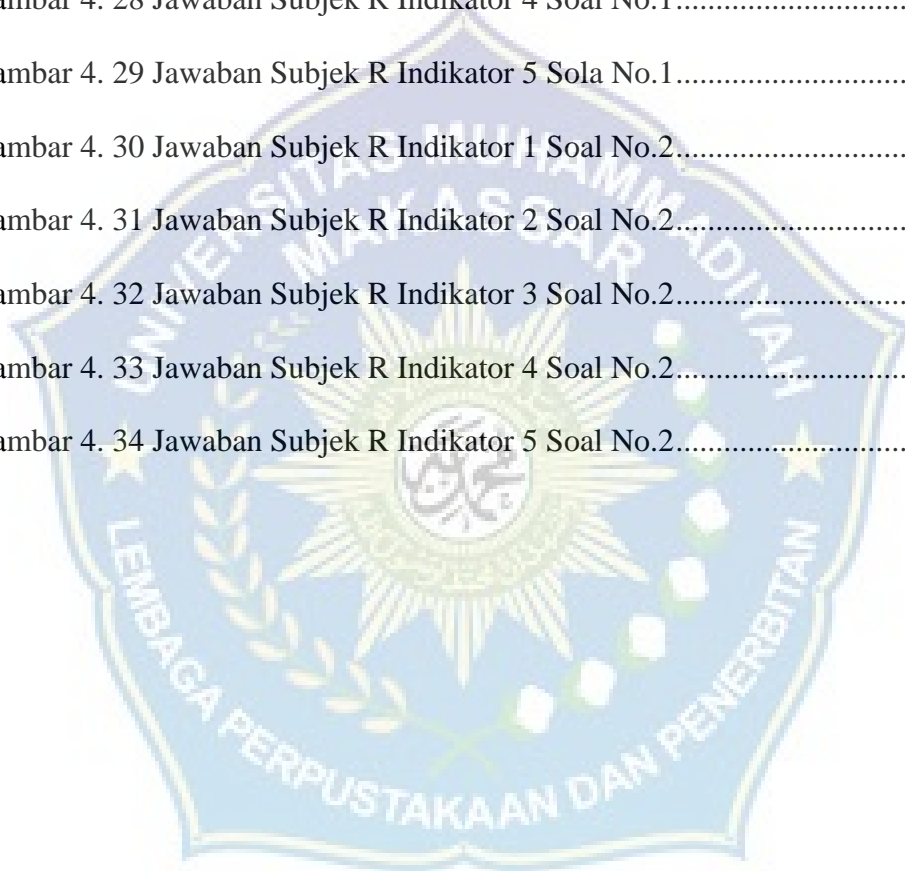 ambar 4. 28 Jawaban Subjek R Indikator 4 Soal No.1
ambar 4. 29 Jawaban Subjek R Indikator 5 Sola No.1
ambar 4. 30 Jawaban Subjek R Indikator 1 Soal No.2
ambar 4. 31 Jawaban Subjek R Indikator 2 Soal No.2
ambar 4. 32 Jawaban Subjek R Indikator 3 Soal No.2
ambar 4. 33 Jawaban Subjek R Indikator 4 Soal No.2
ambar 4. 34 Jawaban Subjek R Indikator 5 Soal No.2
UNIVERSITAS MUHAMMADIYAH
MAKASSAR
LEMBAGA PERPUSTAKAAN DAN PENERBITAN